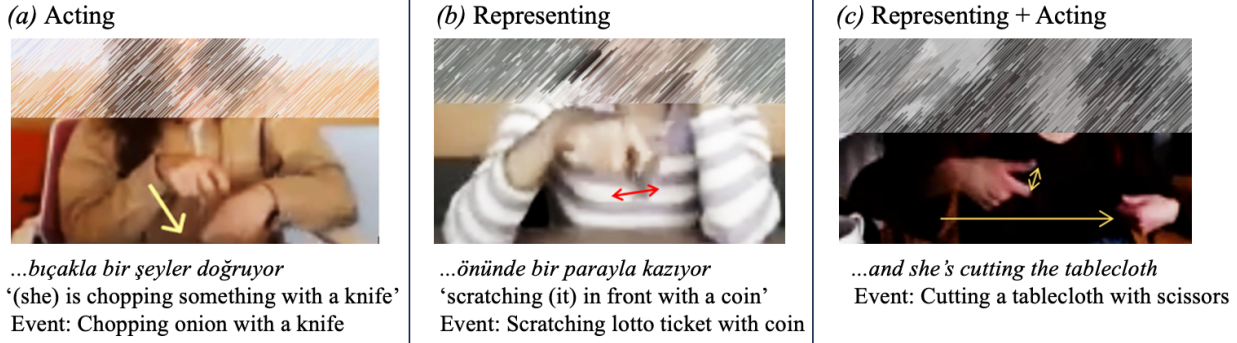 (a) Acting
...bıçakla bir şeyler doğruyor
‘(she) is chopping something with a knife’
Event: Chopping onion with a knife
(b) Representing
...önünde bir parayla kazıyor
‘scratching (it) in front with a coin’
Event: Scratching lotto ticket with coin
(c) Representing + Acting
...and she’s cutting the tablecloth
Event: Cutting a tablecloth with scissors